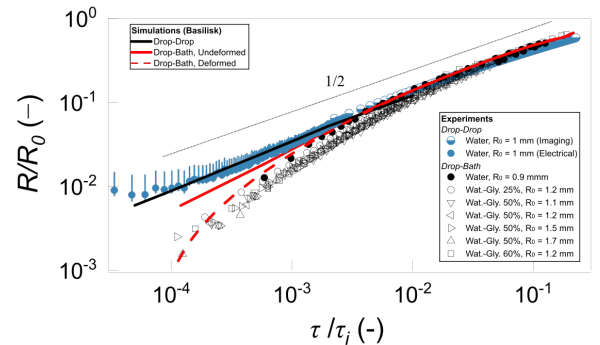 Simulations (Basilisk)
Drop-Drop
Drop-Bath, Undeformed
Drop-Bath, Deformed
1/2
Experiments
Drop-Drop
Water, R₀ = 1 mm (Imaging)
Water, R₀ = 1 mm (Electrical)
Drop-Bath
Water, R₀ = 0.9 mmm
Wat.-Gly. 25%, R₀ = 1.2 mm
Wat.-Gly. 50%, R₀ = 1.1 mm
Wat.-Gly. 50%, R₀ = 1.2 mm
Wat.-Gly. 50%, R₀ = 1.5 mm
Wat.-Gly. 50%, R₀ = 1.7 mm
Wat.-Gly. 60%, R₀ = 1.2 mm
R/R₀ (—)
10⁰
10⁻¹
10⁻²
10⁻³
10⁻⁴ 10⁻³ 10⁻² 10⁻¹
τ/τᵢ (-)